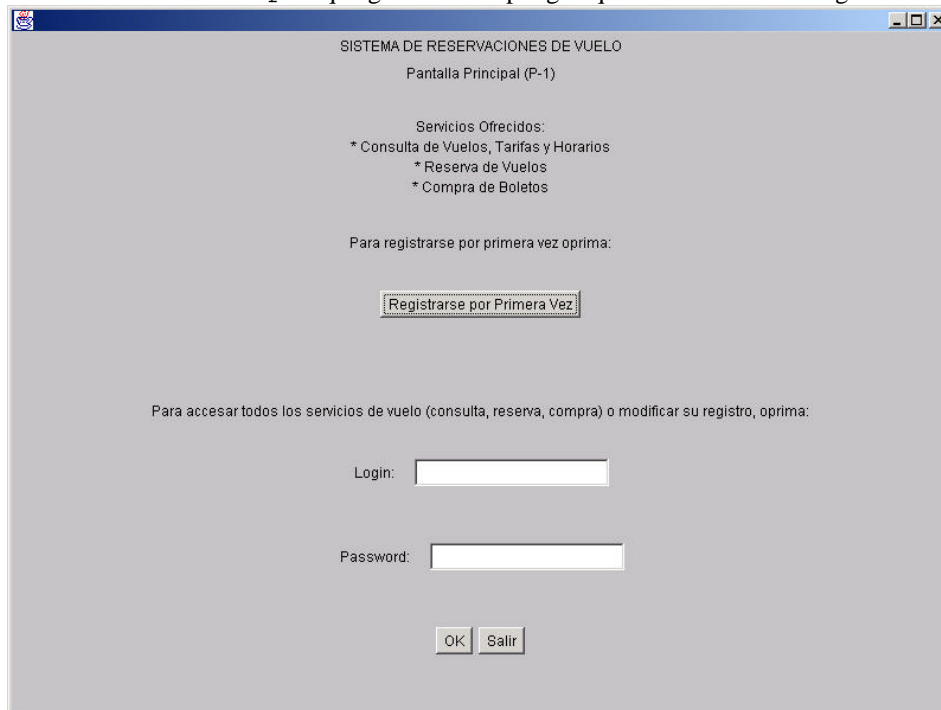 SISTEMA DE RESERVACIONES DE VUELO
Pantalla Principal (P-1)
Servicios Ofrecidos:
* Consulta de Vuelos, Tarifas y Horarios
* Reserva de Vuelos
* Compra de Boletos
Para registrarse por primera vez oprima:
Registrarse por Primera Vez
Para accesar todos los servicios de vuelo (consulta, reserva, compra) o modificar su registro, oprima:
Login:
Password:
OK Salir